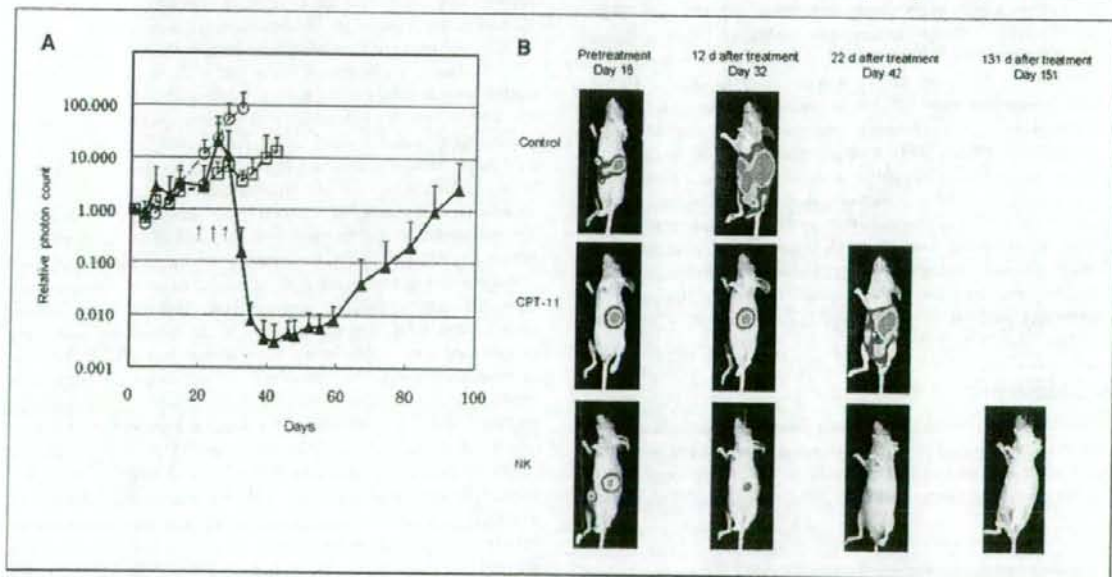 A
100.000
10.000
1.000
0.100
0.010
0.001
Relative photon count
↑ ↑ ↑
0 20 40 60 80 100
Days
B
Pretreatment
Day 18
12 d after treatment
Day 32
22 d after treatment
Day 42
131 d after treatment
Day 151
Control
CPT-11
NK